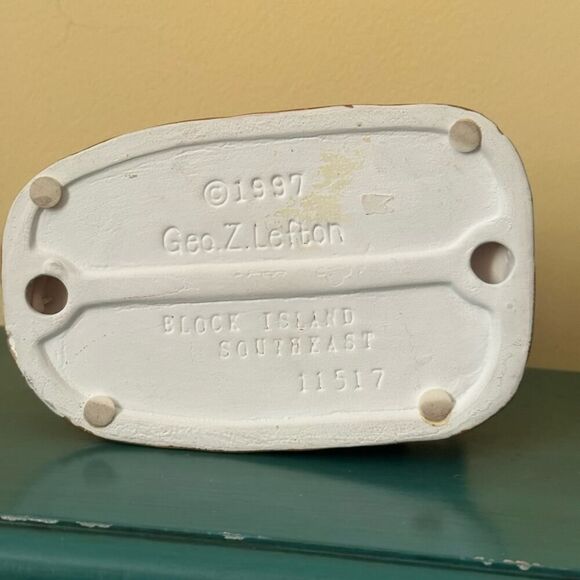 ©1997
Geo. Z. Lefton
BLOCK ISLAND
SOUTHEAST
11517